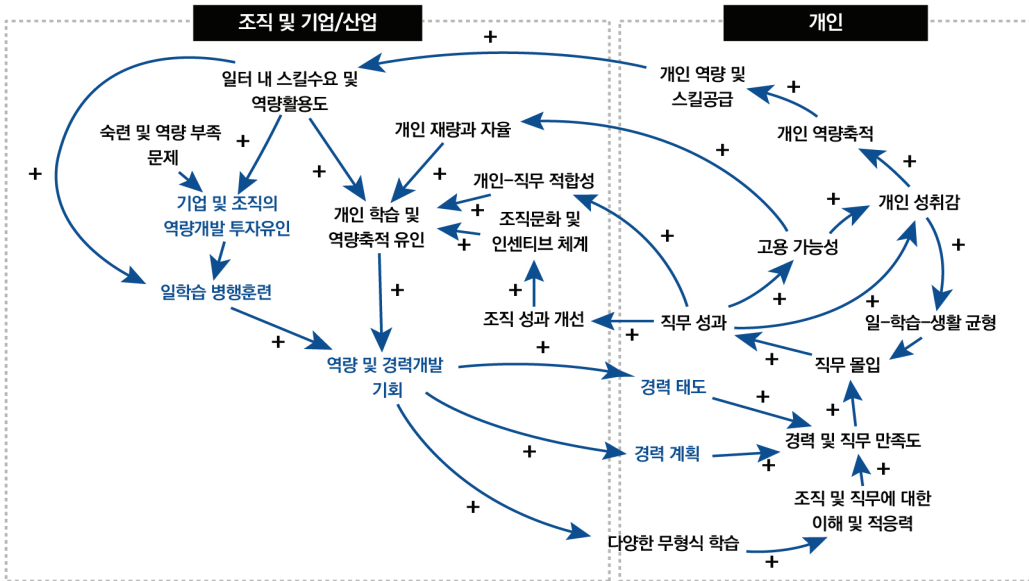 조직 및 기업/산업
개인
+
일터 내 스킬수요 및
역량활용도
개인 역량 및
스킬공급
+
숙련 및 역량 부족
문제
+
개인 재량과 자율
+
개인 역량축적
+
+
+
+
개인-직무 적합성
기업 및 조직의
역량개발 투자유인
개인 학습 및
역량축적 유인
+
조직문화 및
인센티브 체계
+
+
+
개인 성취감
고용 가능성
+
+
일학습 병행훈련
+
+
+
+
조직 성과 개선
직무 성과
일-학습-생활 균형
+
+
+
+
역량 및 경력개발
기회
직무 몰입
경력 태도
+
+
경력 및 직무 만족도
+
경력 계획
+
+
조직 및 직무에 대한
이해 및 적응력
+
다양한 무형식 학습
+